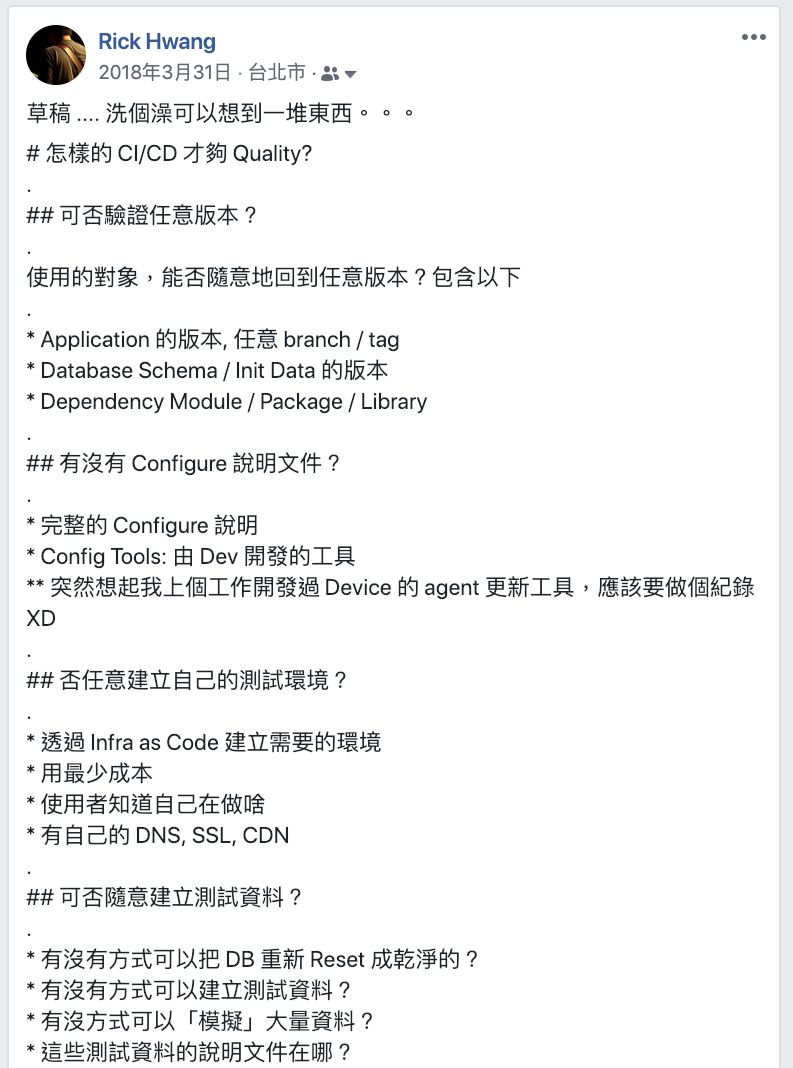 Rick Hwang
2018年3月31日 · 台北市 ·
草稿 .... 洗個澡可以想到一堆東西。。。
# 怎樣的 CI/CD 才夠 Quality?
.
## 可否驗證任意版本？
.
使用的對象，能否隨意地回到任意版本？包含以下
.
* Application 的版本, 任意 branch / tag
* Database Schema / Init Data 的版本
* Dependency Module / Package / Library
.
## 有沒有 Configure 說明文件？
.
* 完整的 Configure 說明
* Config Tools: 由 Dev 開發的工具
** 突然想起我上個工作開發過 Device 的 agent 更新工具，應該要做個紀錄
XD
.
## 否任意建立自己的測試環境？
.
* 透過 Infra as Code 建立需要的環境
* 用最少成本
* 使用者知道自己在做啥
* 有自己的 DNS, SSL, CDN
.
## 可否隨意建立測試資料？
.
* 有沒有方式可以把 DB 重新 Reset 成乾淨的？
* 有沒有方式可以建立測試資料？
* 有沒方式可以「模擬」大量資料？
* 這些測試資料的說明文件在哪？